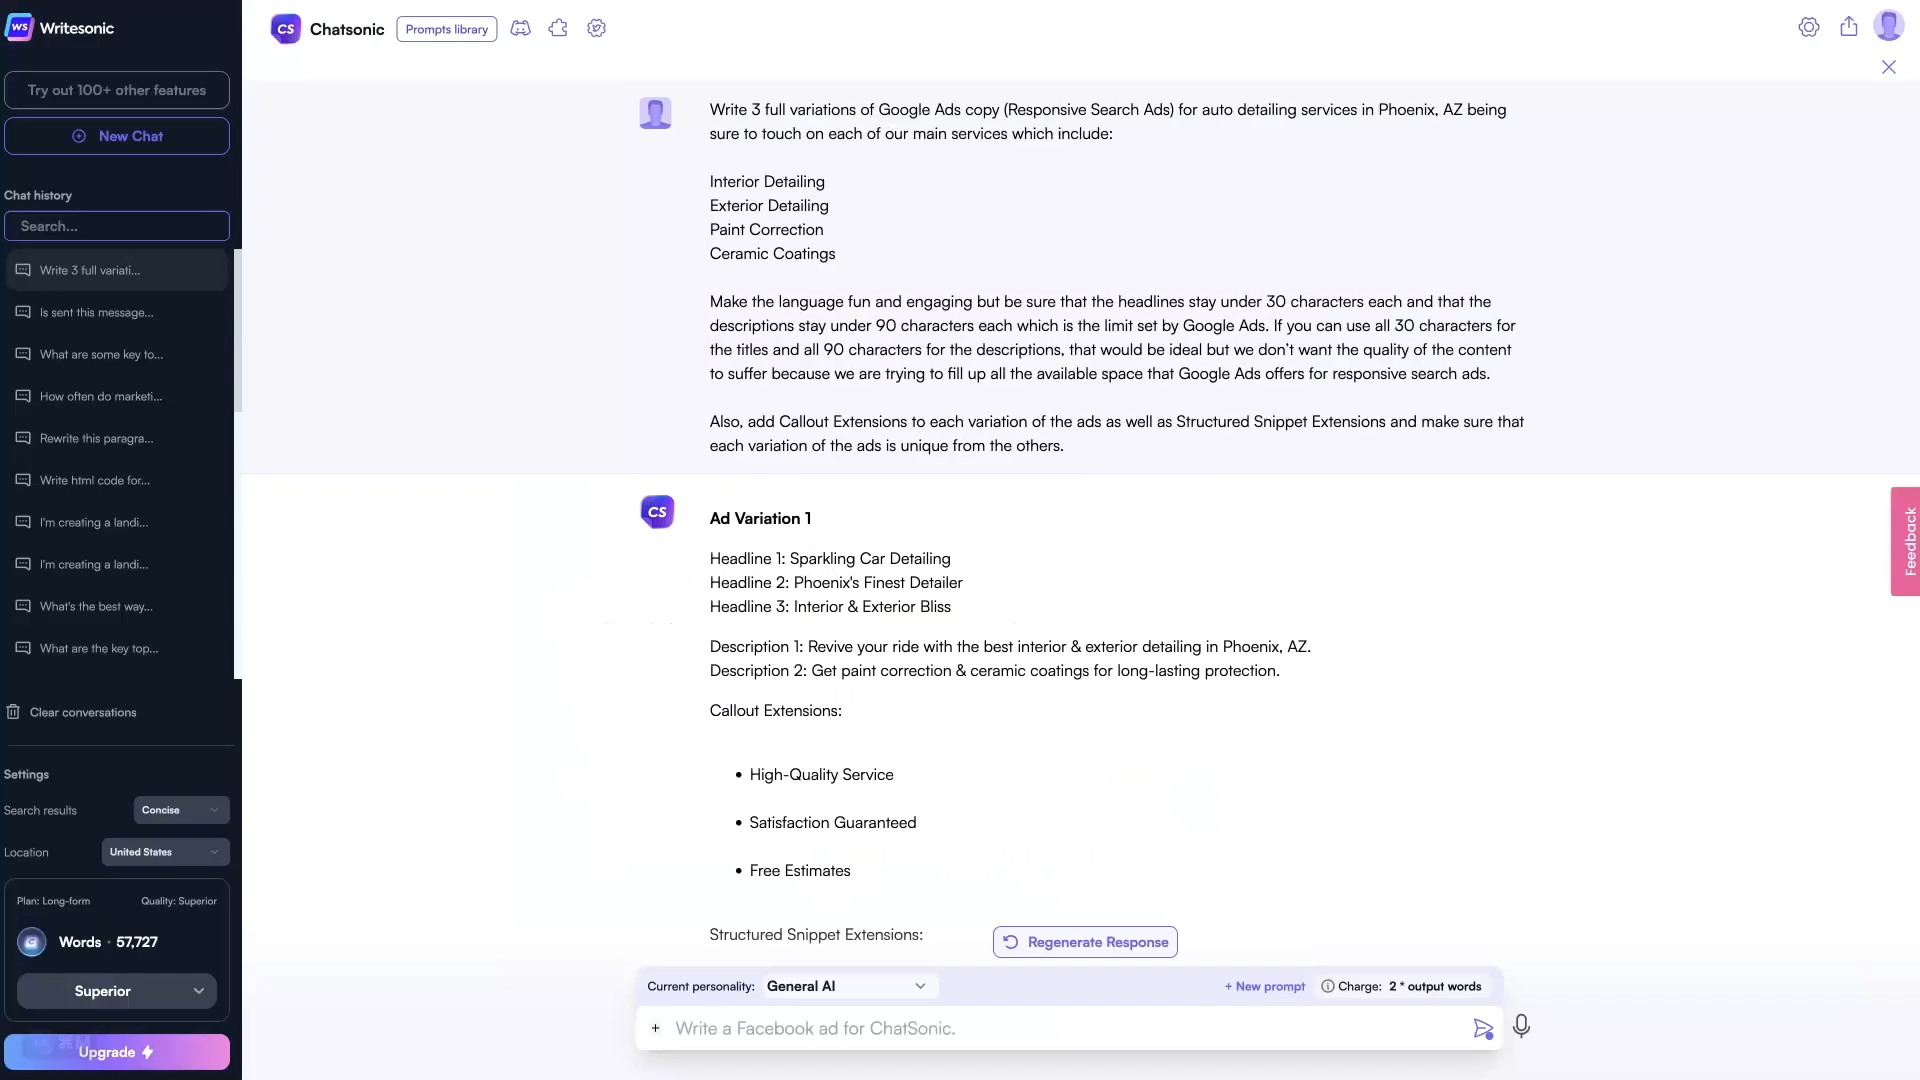 WS Writesonic
Try out 100+ other features
New Chat
Chat history
Search...
Write 3 full variati...
Is sent this message...
What are some key to...
How often do marketi...
Rewrite this paragra...
Write html code for...
I'm creating a landi...
I'm creating a landi...
What's the best way...
What are the key top...
Clear conversations
Settings
Search results Concise
Location United States
Plan: Long-form Quality: Superior
Words · 57,727
Superior
Upgrade
CS Chatsonic Prompts library
Write 3 full variations of Google Ads copy (Responsive Search Ads) for auto detailing services in Phoenix, AZ being
sure to touch on each of our main services which include:
Interior Detailing
Exterior Detailing
Paint Correction
Ceramic Coatings
Make the language fun and engaging but be sure that the headlines stay under 30 characters each and that the
descriptions stay under 90 characters each which is the limit set by Google Ads. If you can use all 30 characters for
the titles and all 90 characters for the descriptions, that would be ideal but we don't want the quality of the content
to suffer because we are trying to fill up all the available space that Google Ads offers for responsive search ads.
Also, add Callout Extensions to each variation of the ads as well as Structured Snippet Extensions and make sure that
each variation of the ads is unique from the others.
CS
Ad Variation 1
Headline 1: Sparkling Car Detailing
Headline 2: Phoenix's Finest Detailer
Headline 3: Interior & Exterior Bliss
Description 1: Revive your ride with the best interior & exterior detailing in Phoenix, AZ.
Description 2: Get paint correction & ceramic coatings for long-lasting protection.
Callout Extensions:
• High-Quality Service
• Satisfaction Guaranteed
• Free Estimates
Structured Snippet Extensions:
Regenerate Response
Current personality: General AI + New prompt Charge: 2 * output words
+ Write a Facebook ad for ChatSonic.
Feedback